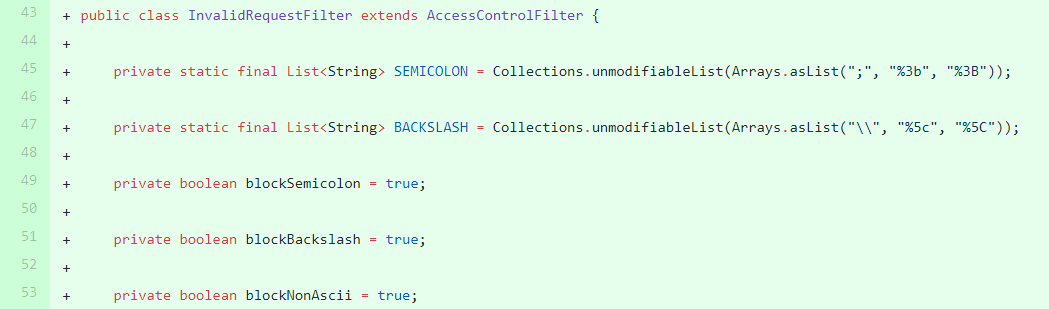 43 + public class InvalidRequestFilter extends AccessControlFilter {
44 +
45 +     private static final List<String> SEMICOLON = Collections.unmodifiableList(Arrays.asList(";", "%3b", "%3B"));
46 +
47 +     private static final List<String> BACKSLASH = Collections.unmodifiableList(Arrays.asList("\\", "%5c", "%5C"));
48 +
49 +     private boolean blockSemicolon = true;
50 +
51 +     private boolean blockBackslash = true;
52 +
53 +     private boolean blockNonAscii = true;